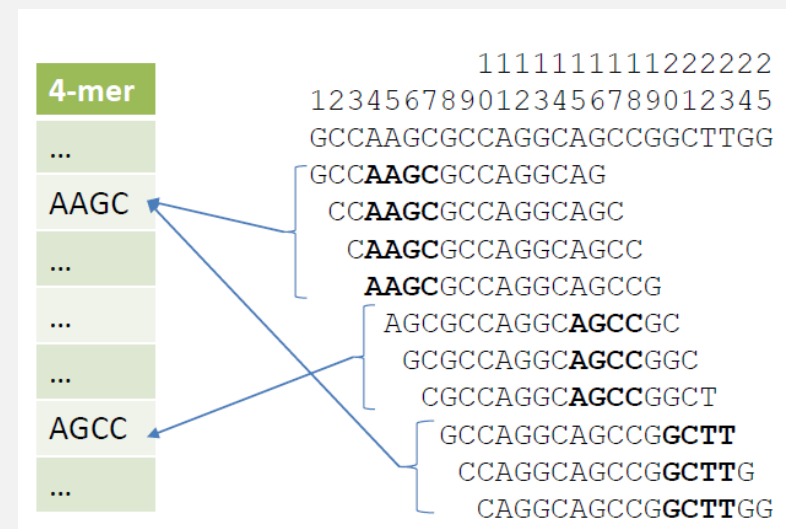 4-mer
...
AAGC
...
...
...
AGCC
...
1111111111222222
1234567890123456789012345
GCCAAGCGCCAGGCAGCCGGCTTGG
GCCAAGCGCCAGGCAG
CCAAGCGCCAGGCAGC
CAAGCGCCAGGCAGCC
AAGCGCCAGGCAGCCG
AGCGCCAGGCAGCCGC
GCGCCAGGCAGCCGGC
CGCCAGGCAGCCGGCT
GCCAGGCAGCCGGCTT
CCAGGCAGCCGGCTTG
CAGGCAGCCGGCTTGG